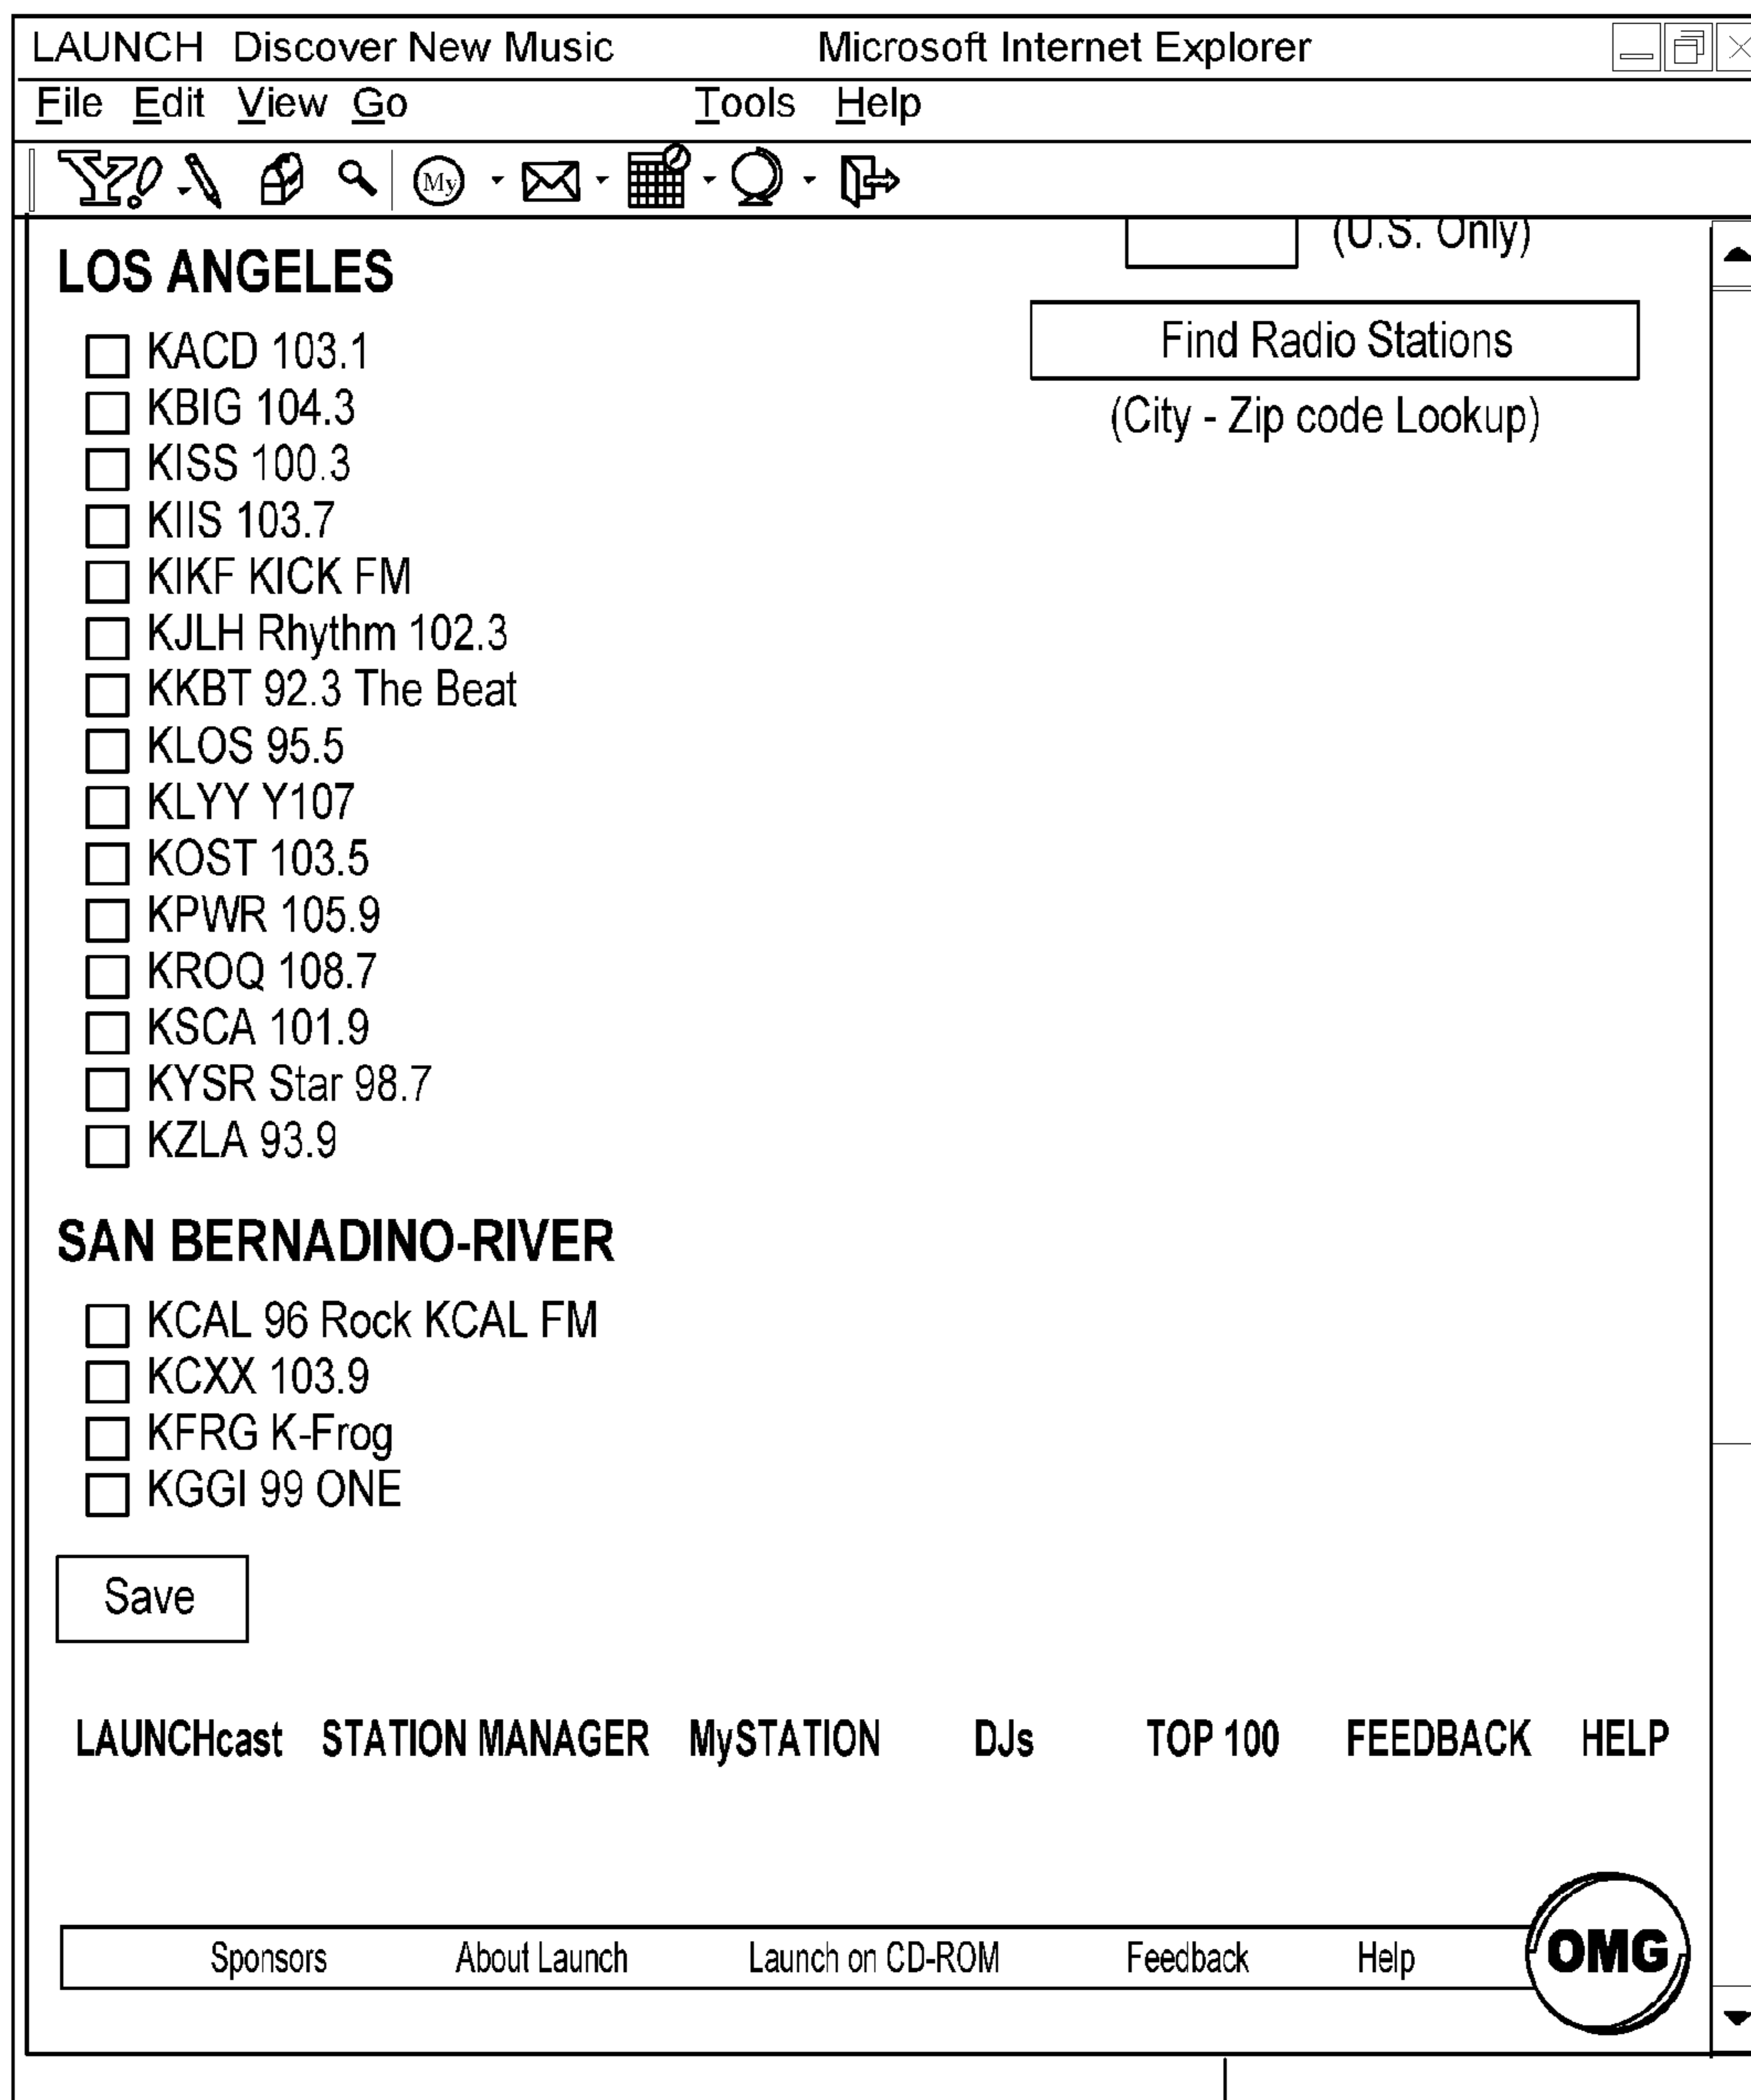 LAUNCH Discover New Music Microsoft Internet Explorer
File Edit View Go Tools Help
Y! My
(U.S. Only)
LOS ANGELES
Find Radio Stations
(City - Zip code Lookup)
KACD 103.1
KBIG 104.3
KISS 100.3
KIIS 103.7
KIKF KICK FM
KJLH Rhythm 102.3
KKBT 92.3 The Beat
KLOS 95.5
KLYY Y107
KOST 103.5
KPWR 105.9
KROQ 108.7
KSCA 101.9
KYSR Star 98.7
KZLA 93.9
SAN BERNADINO-RIVER
KCAL 96 Rock KCAL FM
KCXX 103.9
KFRG K-Frog
KGGI 99 ONE
Save
LAUNCHcast STATION MANAGER MySTATION DJs TOP 100 FEEDBACK HELP
Sponsors About Launch Launch on CD-ROM Feedback Help OMG